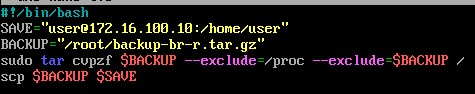 #!/bin/bash
SAVE="user@172.16.100.10:/home/user"
BACKUP="/root/backup-br-r.tar.gz"
sudo tar cvpzf $BACKUP --exclude=/proc --exclude=$BACKUP /
scp $BACKUP $SAVE